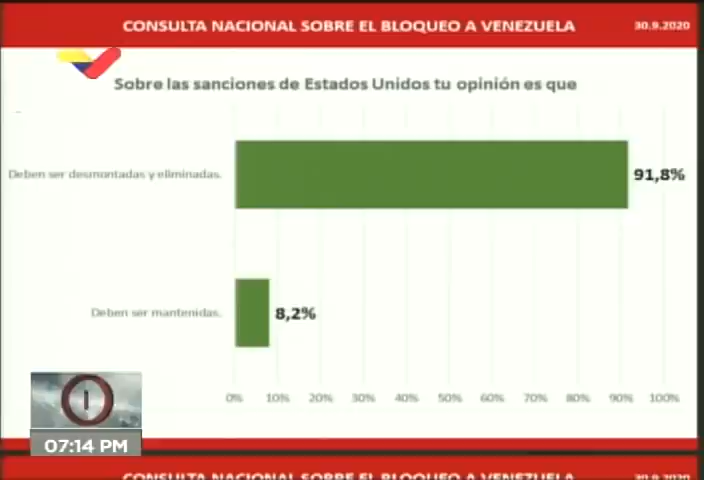 CONSULTA NACIONAL SOBRE EL BLOQUEO A VENEZUELA 30.9.2020
Sobre las sanciones de Estados Unidos tu opinión es que
Deben ser desmontadas y eliminadas. 91,8%
Deben ser mantenidas. 8,2%
0% 10% 20% 30% 40% 50% 60% 70% 80% 90% 100%
07:14 PM
CONSULTA NACIONAL SOBRE EL BLOQUEO A VENEZUELA 30.9.2020